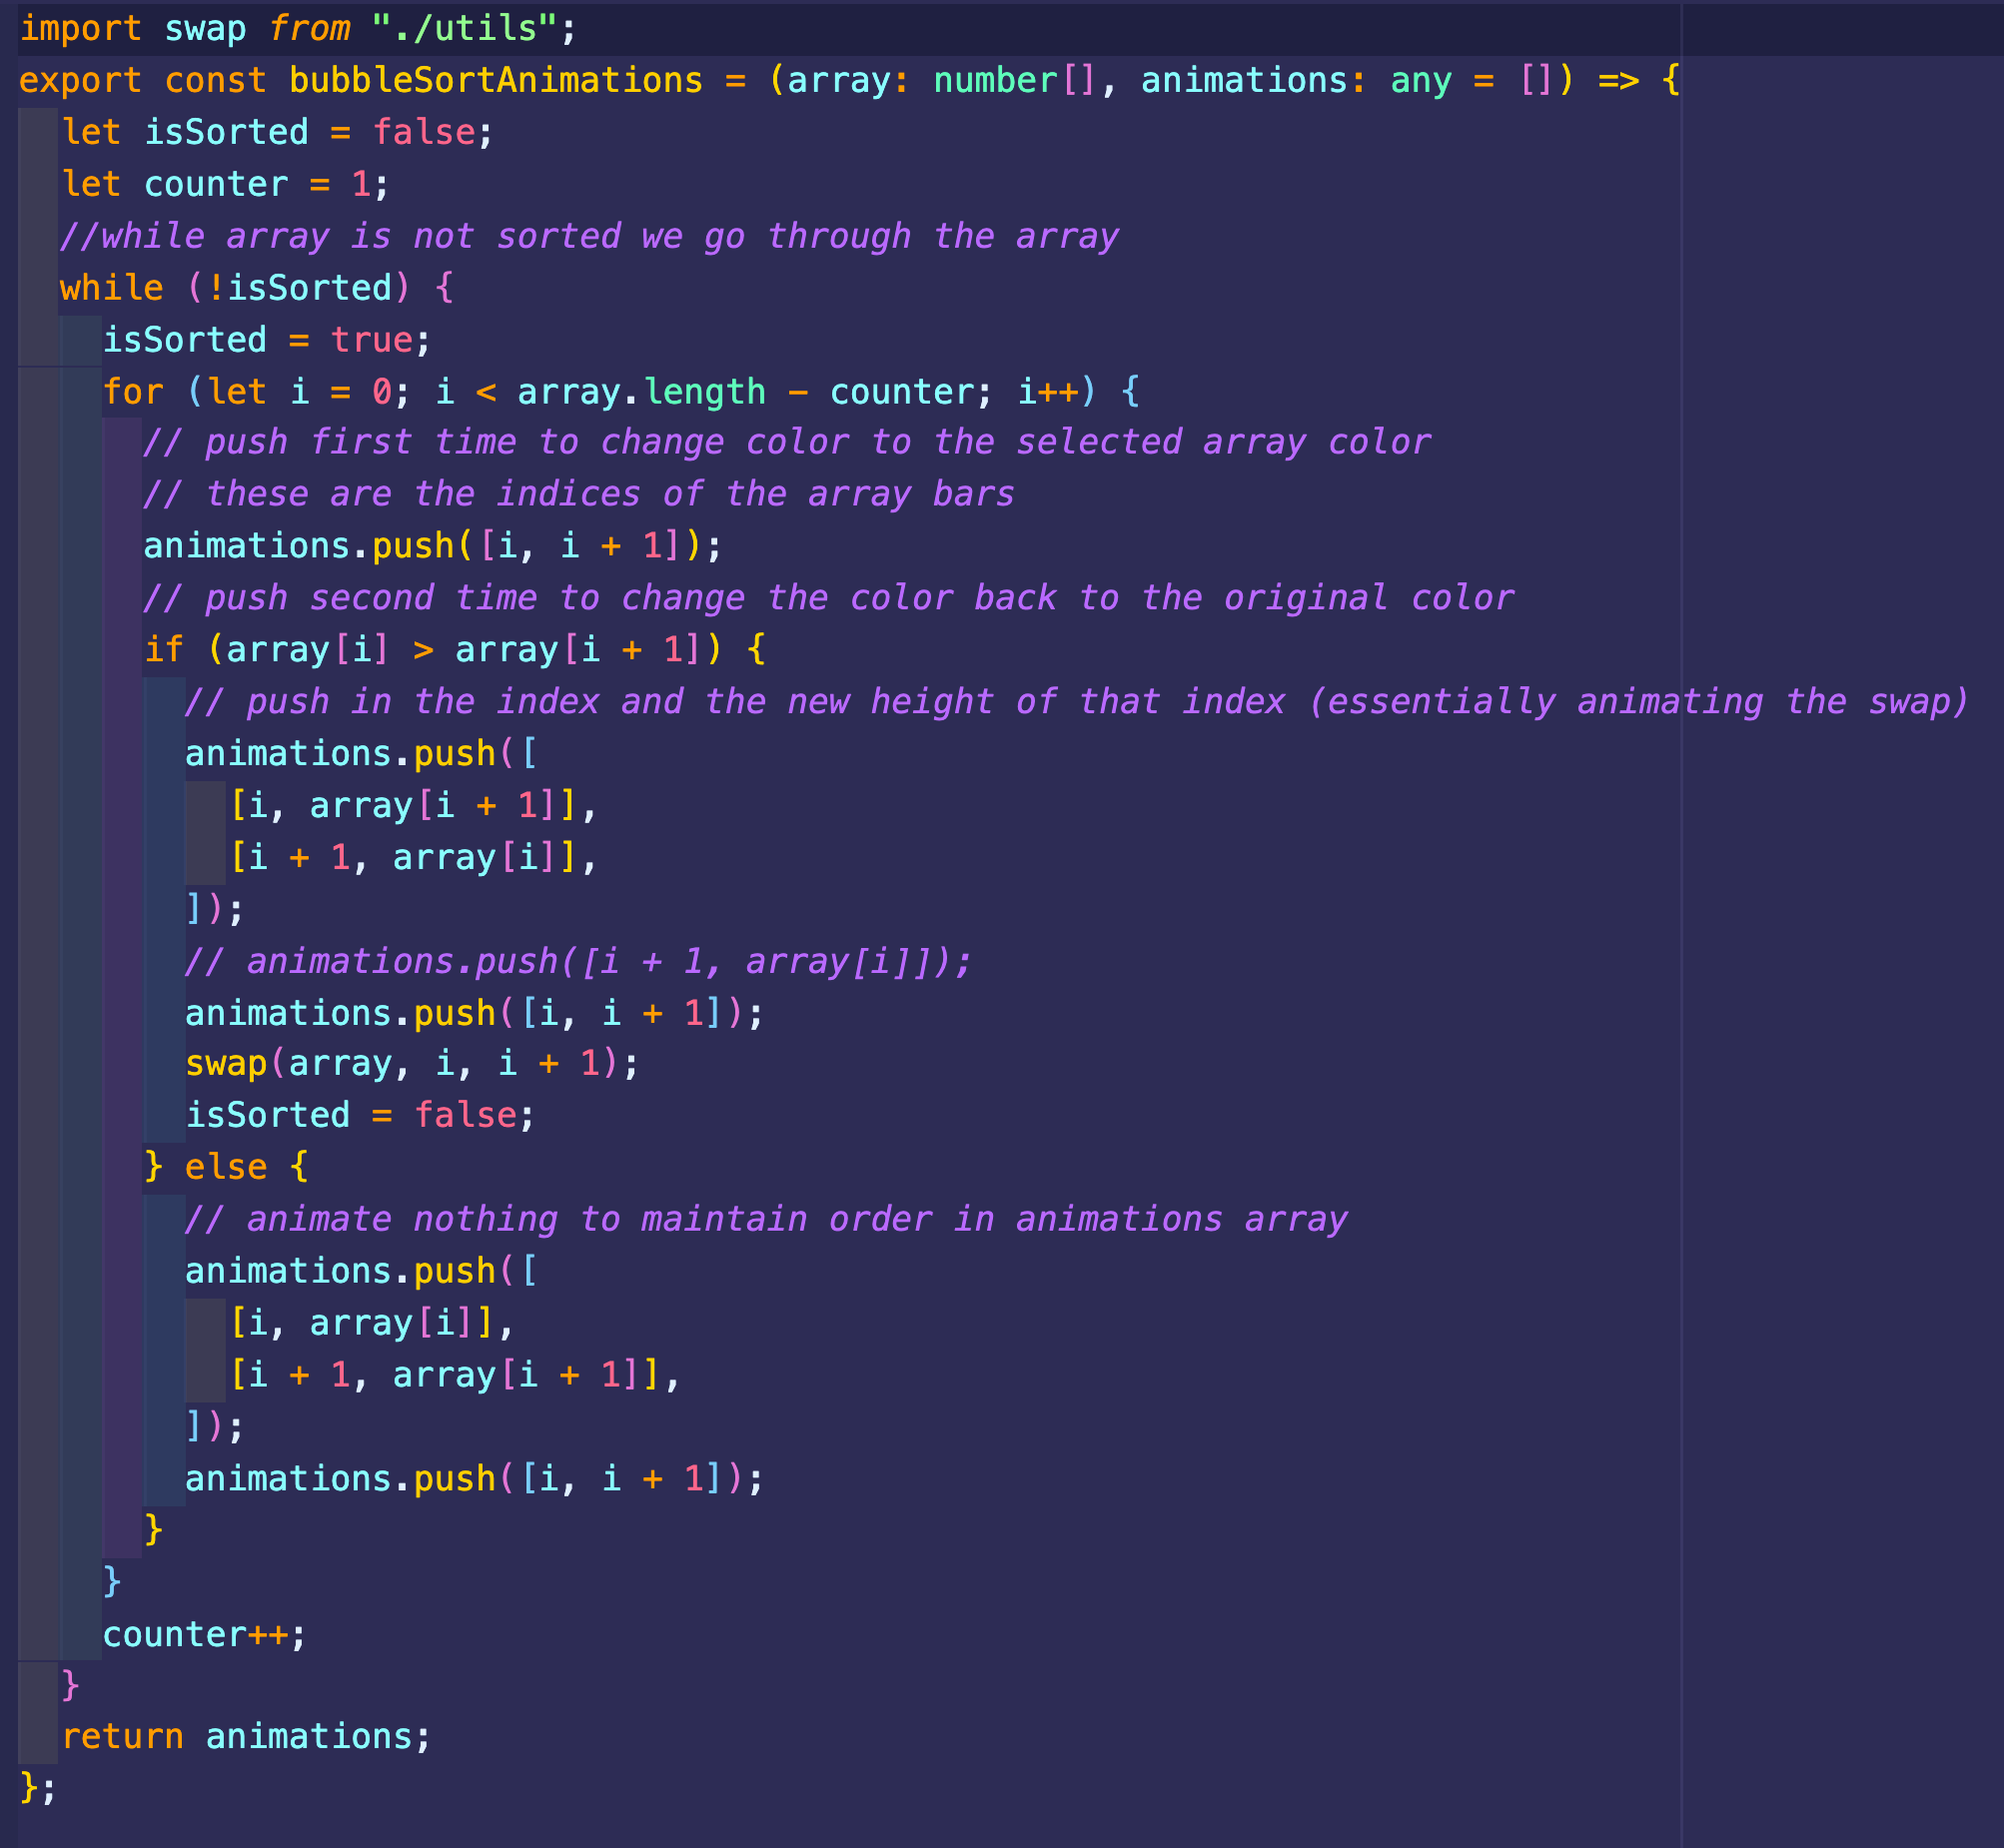 import swap from "./utils";
export const bubbleSortAnimations = (array: number[], animations: any = []) => {
  let isSorted = false;
  let counter = 1;
  //while array is not sorted we go through the array
  while (!isSorted) {
    isSorted = true;
    for (let i = 0; i < array.length - counter; i++) {
      // push first time to change color to the selected array color
      // these are the indices of the array bars
      animations.push([i, i + 1]);
      // push second time to change the color back to the original color
      if (array[i] > array[i + 1]) {
        // push in the index and the new height of that index (essentially animating the swap)
        animations.push([
          [i, array[i + 1]],
          [i + 1, array[i]],
        ]);
        // animations.push([i + 1, array[i]]);
        animations.push([i, i + 1]);
        swap(array, i, i + 1);
        isSorted = false;
      } else {
        // animate nothing to maintain order in animations array
        animations.push([
          [i, array[i]],
          [i + 1, array[i + 1]],
        ]);
        animations.push([i, i + 1]);
      }
    }
    counter++;
  }
  return animations;
};